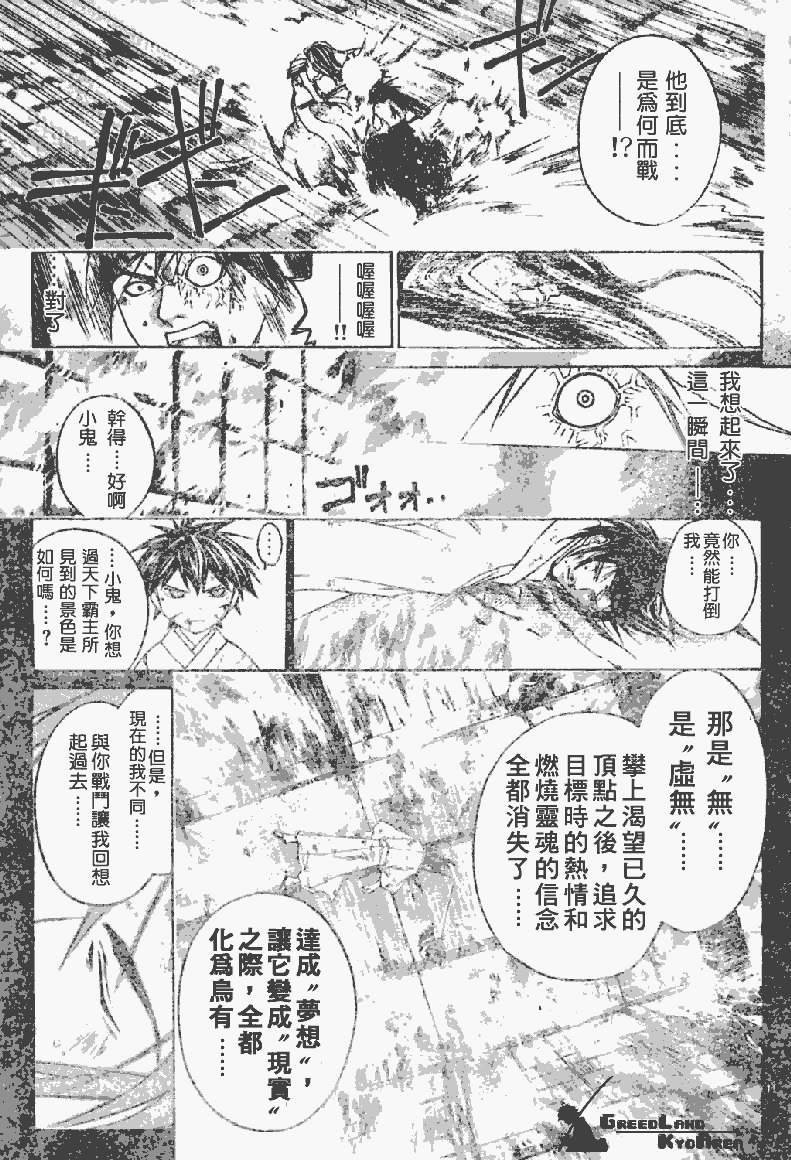 他到底....
是為何而戰
——!?
ギギギ
喔喔喔喔
——!!
……對了
我想起來了…
這一瞬間——…
幹得…好啊
小鬼…
ゴオオ..
你…
竟然能打倒
我…
....
…小鬼，你想
過天下霸主所
見到的景色是
如何嗎…？
那是〝無〞……
是〝虛無〞……
攀上渴望已久的
頂點之後，追求
目標時的熱情和
燃燒靈魂的信念
全都消失了……
達成〝夢想〞，
讓它變成〝現實〞
之際，全都
化為烏有……
……但是，
現在的我不同……
與你戰鬥讓我回想
起過去……
GREEDLAND
KYOAREN